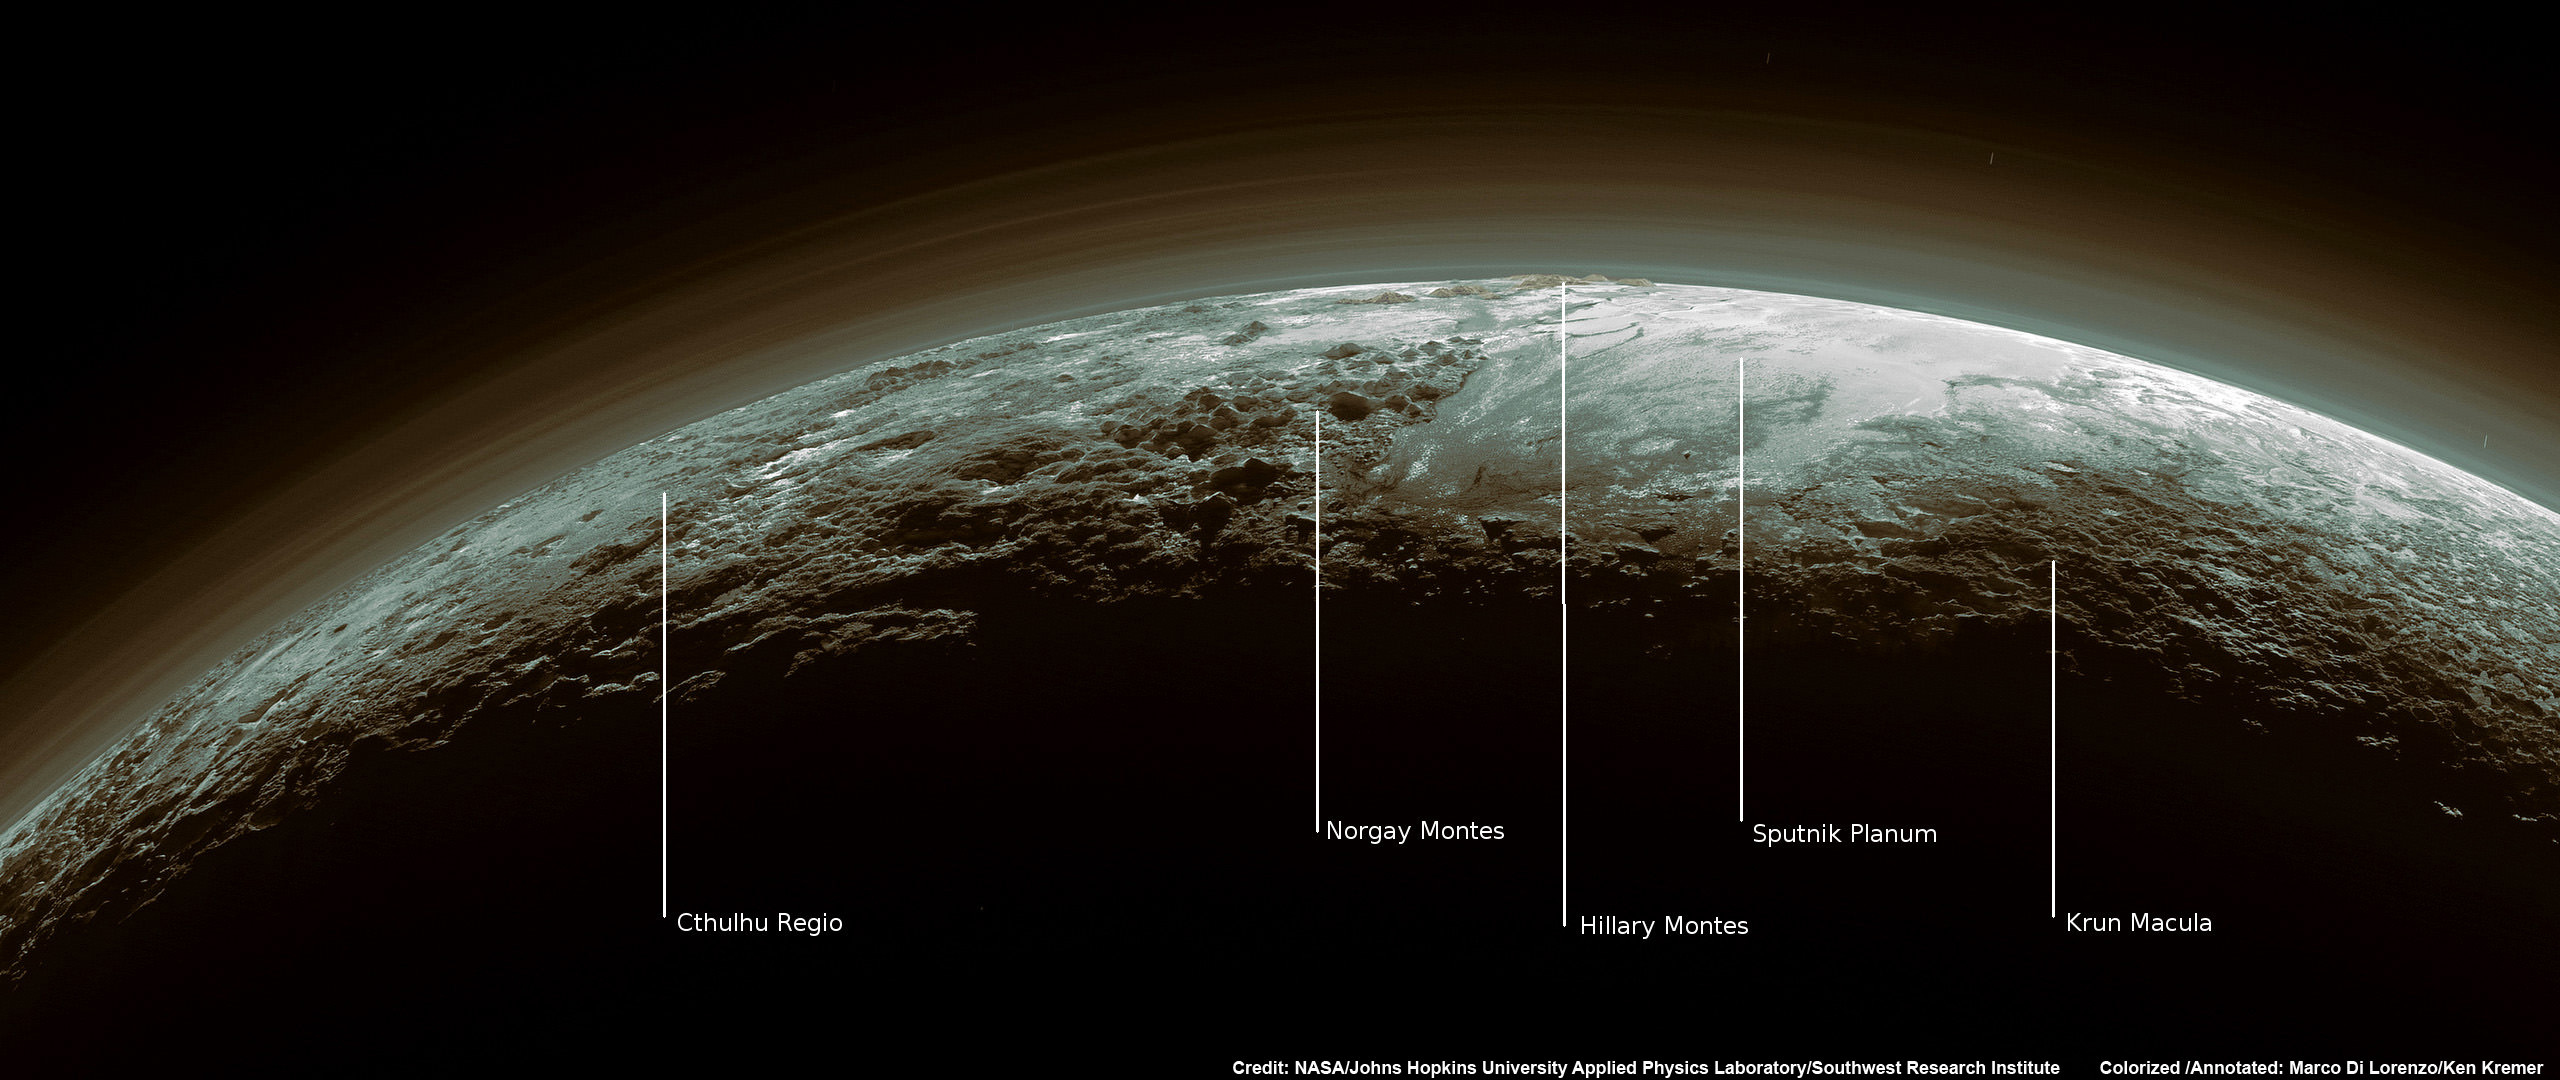 Norgay Montes
Sputnik Planum
Cthulhu Regio
Hillary Montes
Krun Macula
Credit: NASA/Johns Hopkins University Applied Physics Laboratory/Southwest Research Institute
Colorized /Annotated: Marco Di Lorenzo/Ken Kremer